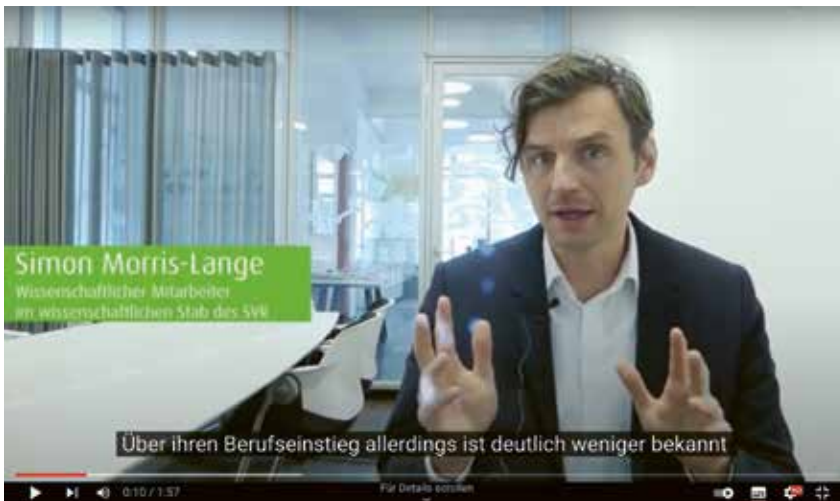 Simon Morris-Lange
Wissenschaftlicher Mitarbeiter
im wissenschaftlichen Stab des SVR
Über ihren Berufseinstieg allerdings ist deutlich weniger bekannt
0:10 / 1:57
Für Details scrollen